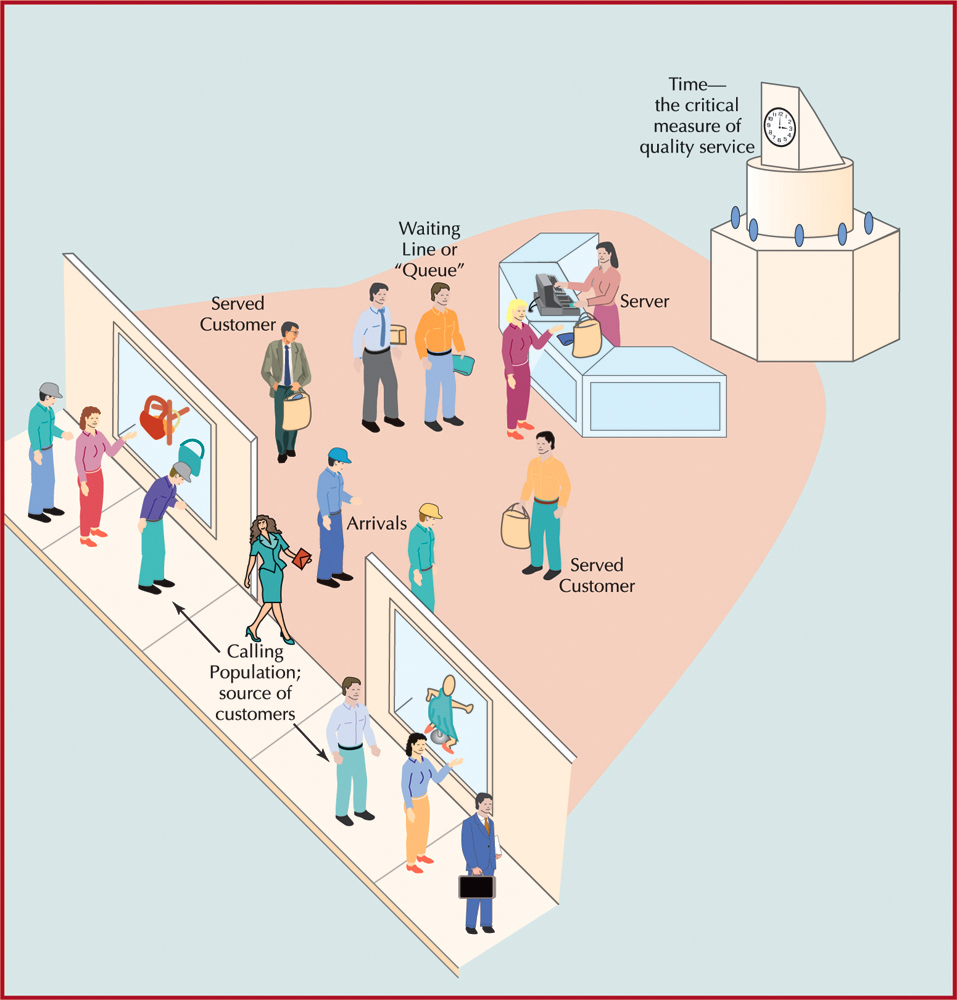 Time—
the critical
measure of
quality service
Waiting
Line or
“Queue”
Served
Customer
Server
Arrivals
Served
Customer
Calling
Population;
source of
customers